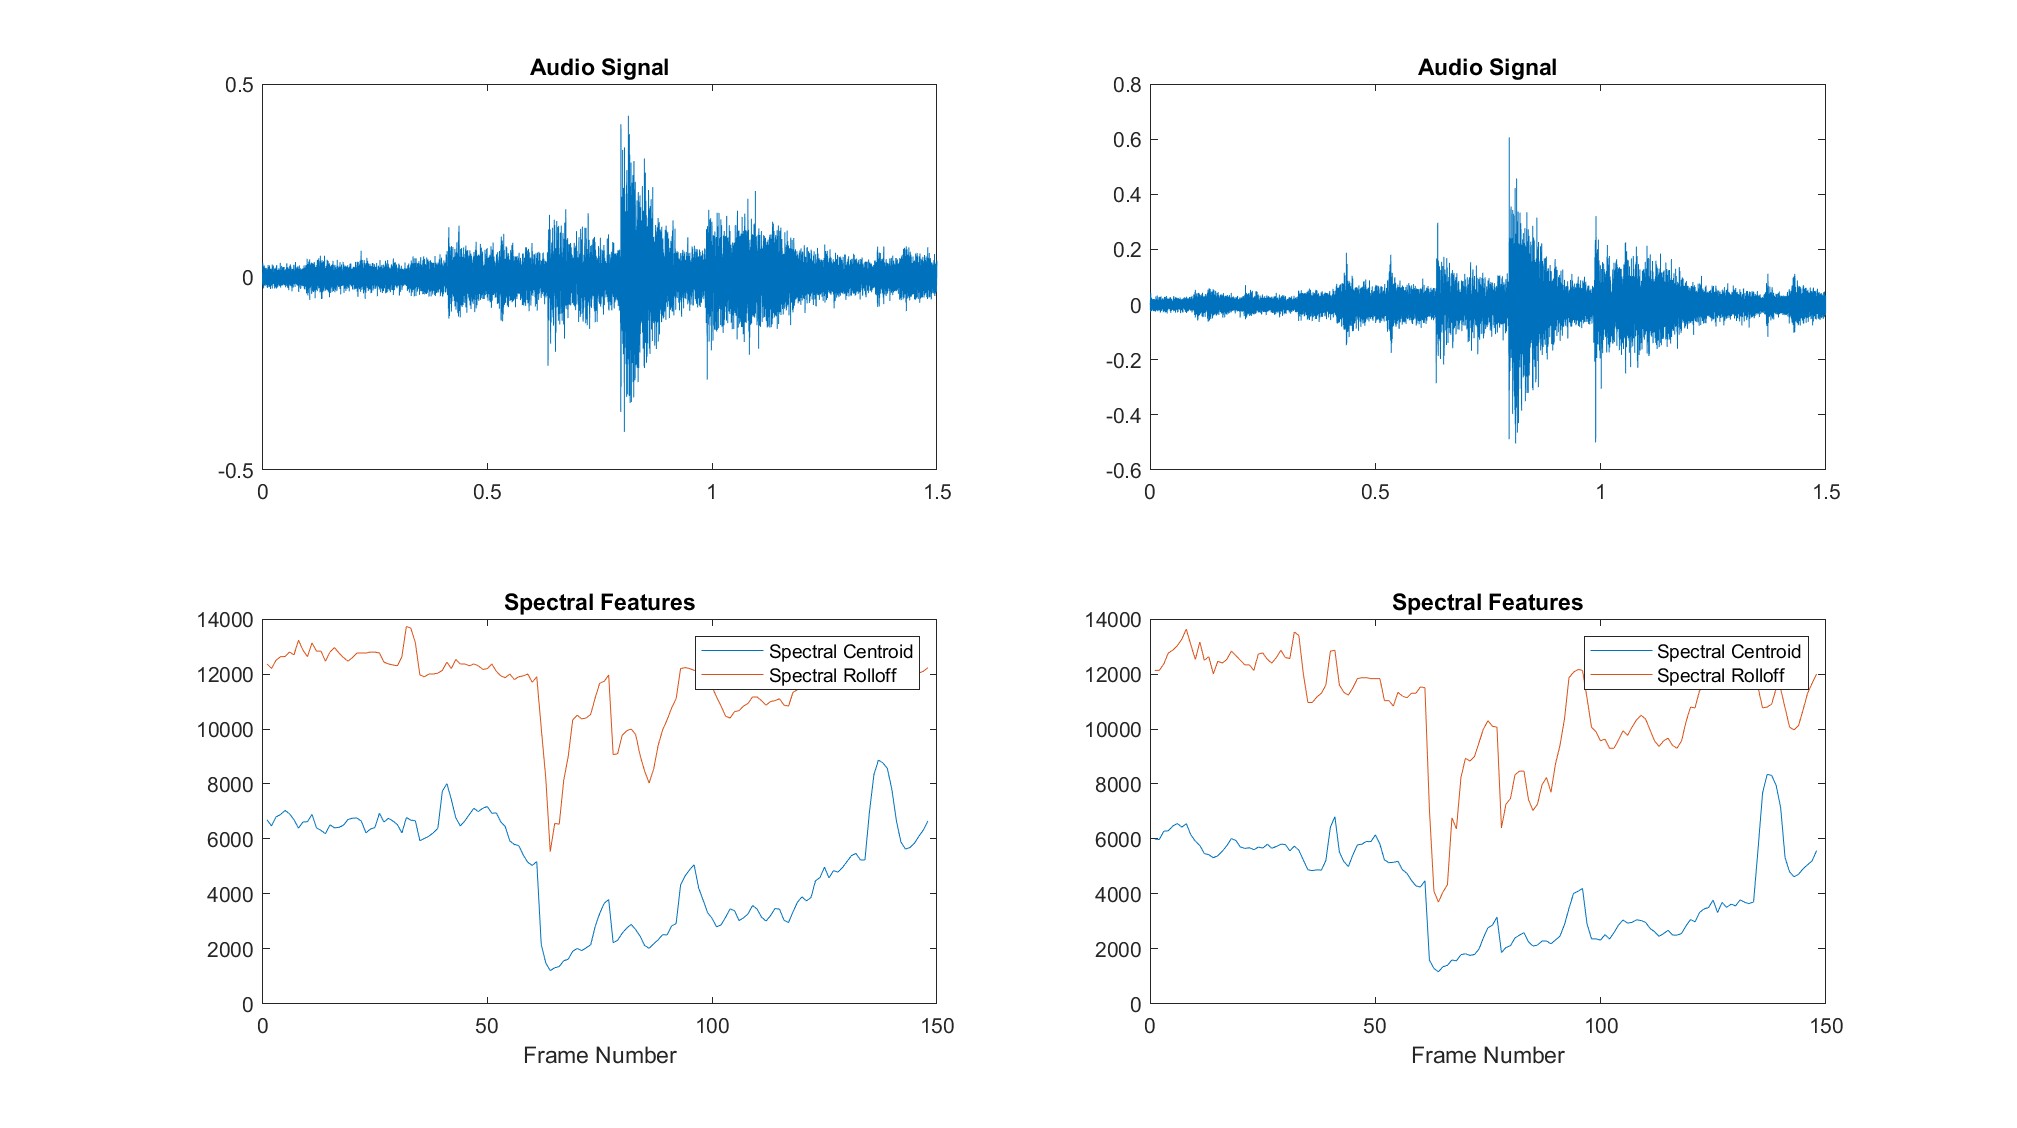 Audio Signal
0.5
0
-0.5
0 0.5 1 1.5
Audio Signal
0.8
0.6
0.4
0.2
0
-0.2
-0.4
-0.6
0 0.5 1 1.5
Spectral Features
14000
12000
10000
8000
6000
4000
2000
0
Spectral Centroid
Spectral Rolloff
0 50 100 150
Frame Number
Spectral Features
14000
12000
10000
8000
6000
4000
2000
0
Spectral Centroid
Spectral Rolloff
0 50 100 150
Frame Number